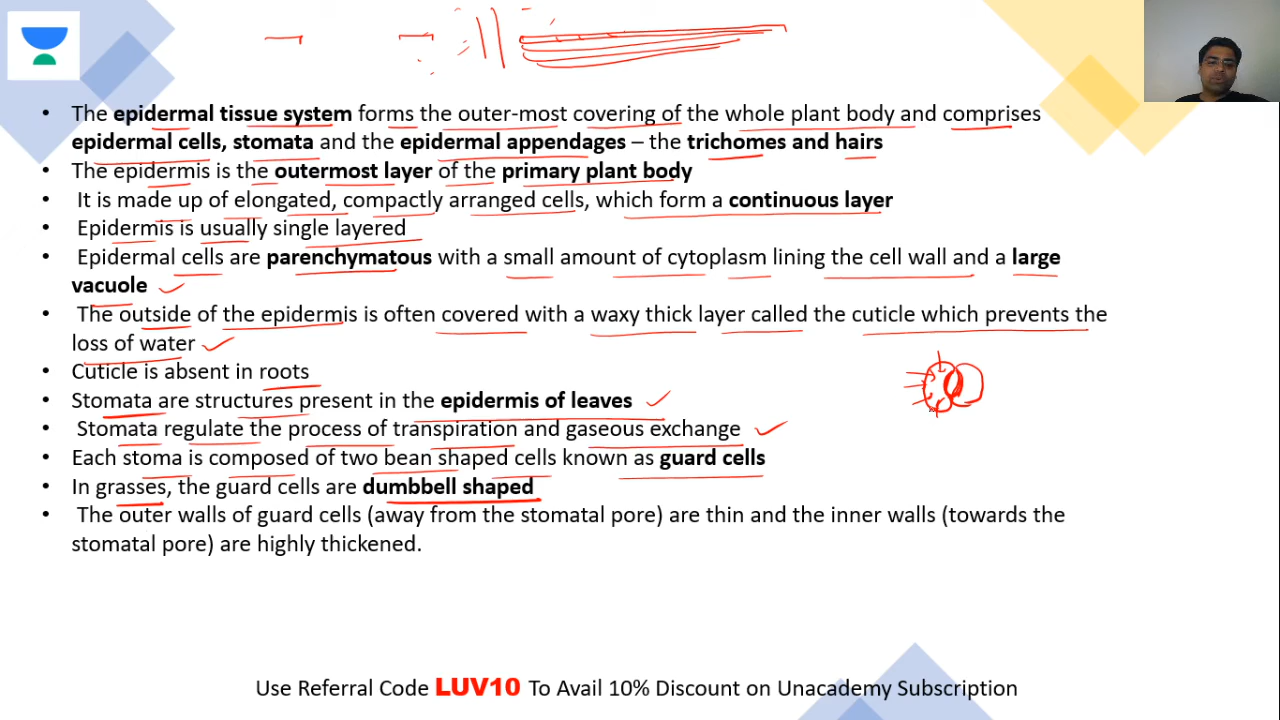 • The epidermal tissue system forms the outer-most covering of the whole plant body and comprises
epidermal cells, stomata and the epidermal appendages – the trichomes and hairs
• The epidermis is the outermost layer of the primary plant body
• It is made up of elongated, compactly arranged cells, which form a continuous layer
• Epidermis is usually single layered
• Epidermal cells are parenchymatous with a small amount of cytoplasm lining the cell wall and a large
vacuole
• The outside of the epidermis is often covered with a waxy thick layer called the cuticle which prevents the
loss of water
• Cuticle is absent in roots
• Stomata are structures present in the epidermis of leaves
• Stomata regulate the process of transpiration and gaseous exchange
• Each stoma is composed of two bean shaped cells known as guard cells
• In grasses, the guard cells are dumbbell shaped
• The outer walls of guard cells (away from the stomatal pore) are thin and the inner walls (towards the
stomatal pore) are highly thickened.
Use Referral Code LUV10 To Avail 10% Discount on Unacademy Subscription